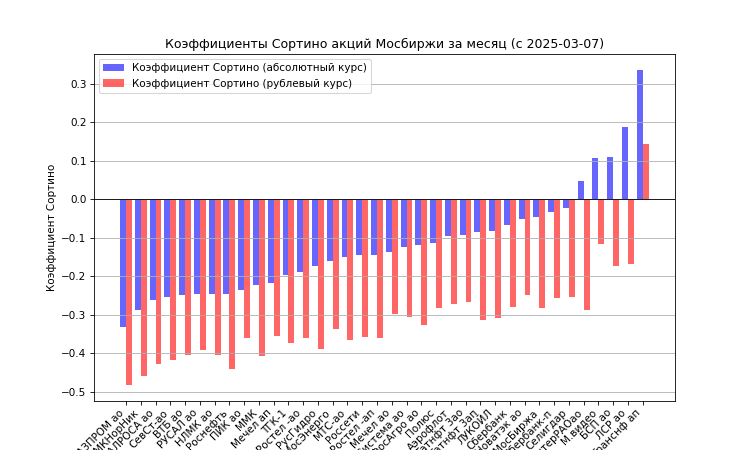 Коэффициенты Сортино акций Мосбиржи за месяц (с 2025-03-07)
Коэффициент Сортино (абсолютный курс)
Коэффициент Сортино (рублевый курс)
Коэффициент Сортино
0.3
0.2
0.1
0.0
−0.1
−0.2
−0.3
−0.4
−0.5
АЗПРОМ ао
МКНорНик
АЛРОСА ао
СевСт-ао
ВТБ ао
РУСАЛ ао
НЛМК ао
Роснефть
ПИК ао
ММК
Мечел ап
ТГК-1
Ростел -ао
РусГидро
МТС-ао
Россети
Ростел -ап
Мечел ао
Система ао
Полюс
Аэрофлот
ЛУКОЙЛ
Сбербанк
МосБиржа
Селигдар
М.видео
БСП ао
ЛСР ао